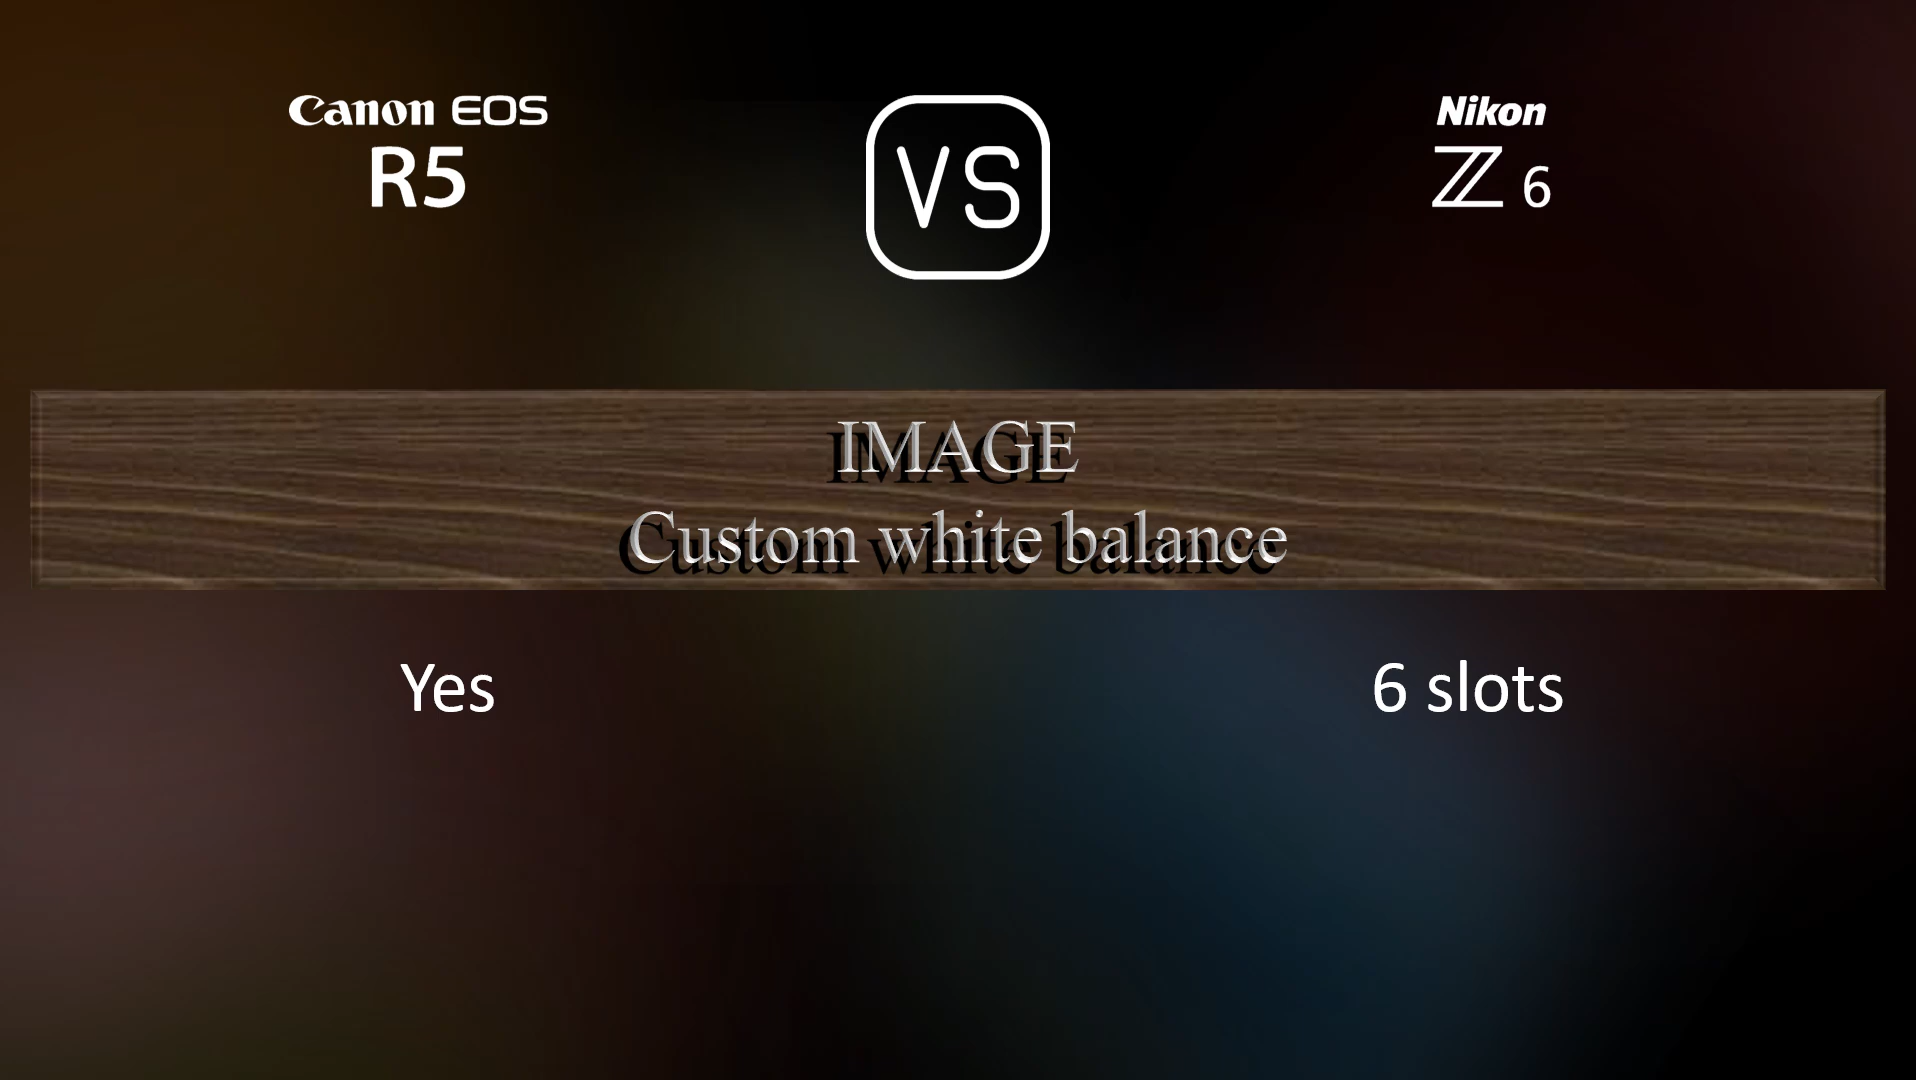 Canon EOS
R5
VS
Nikon
Z 6
IMAGE
Custom white balance
Yes
6 slots